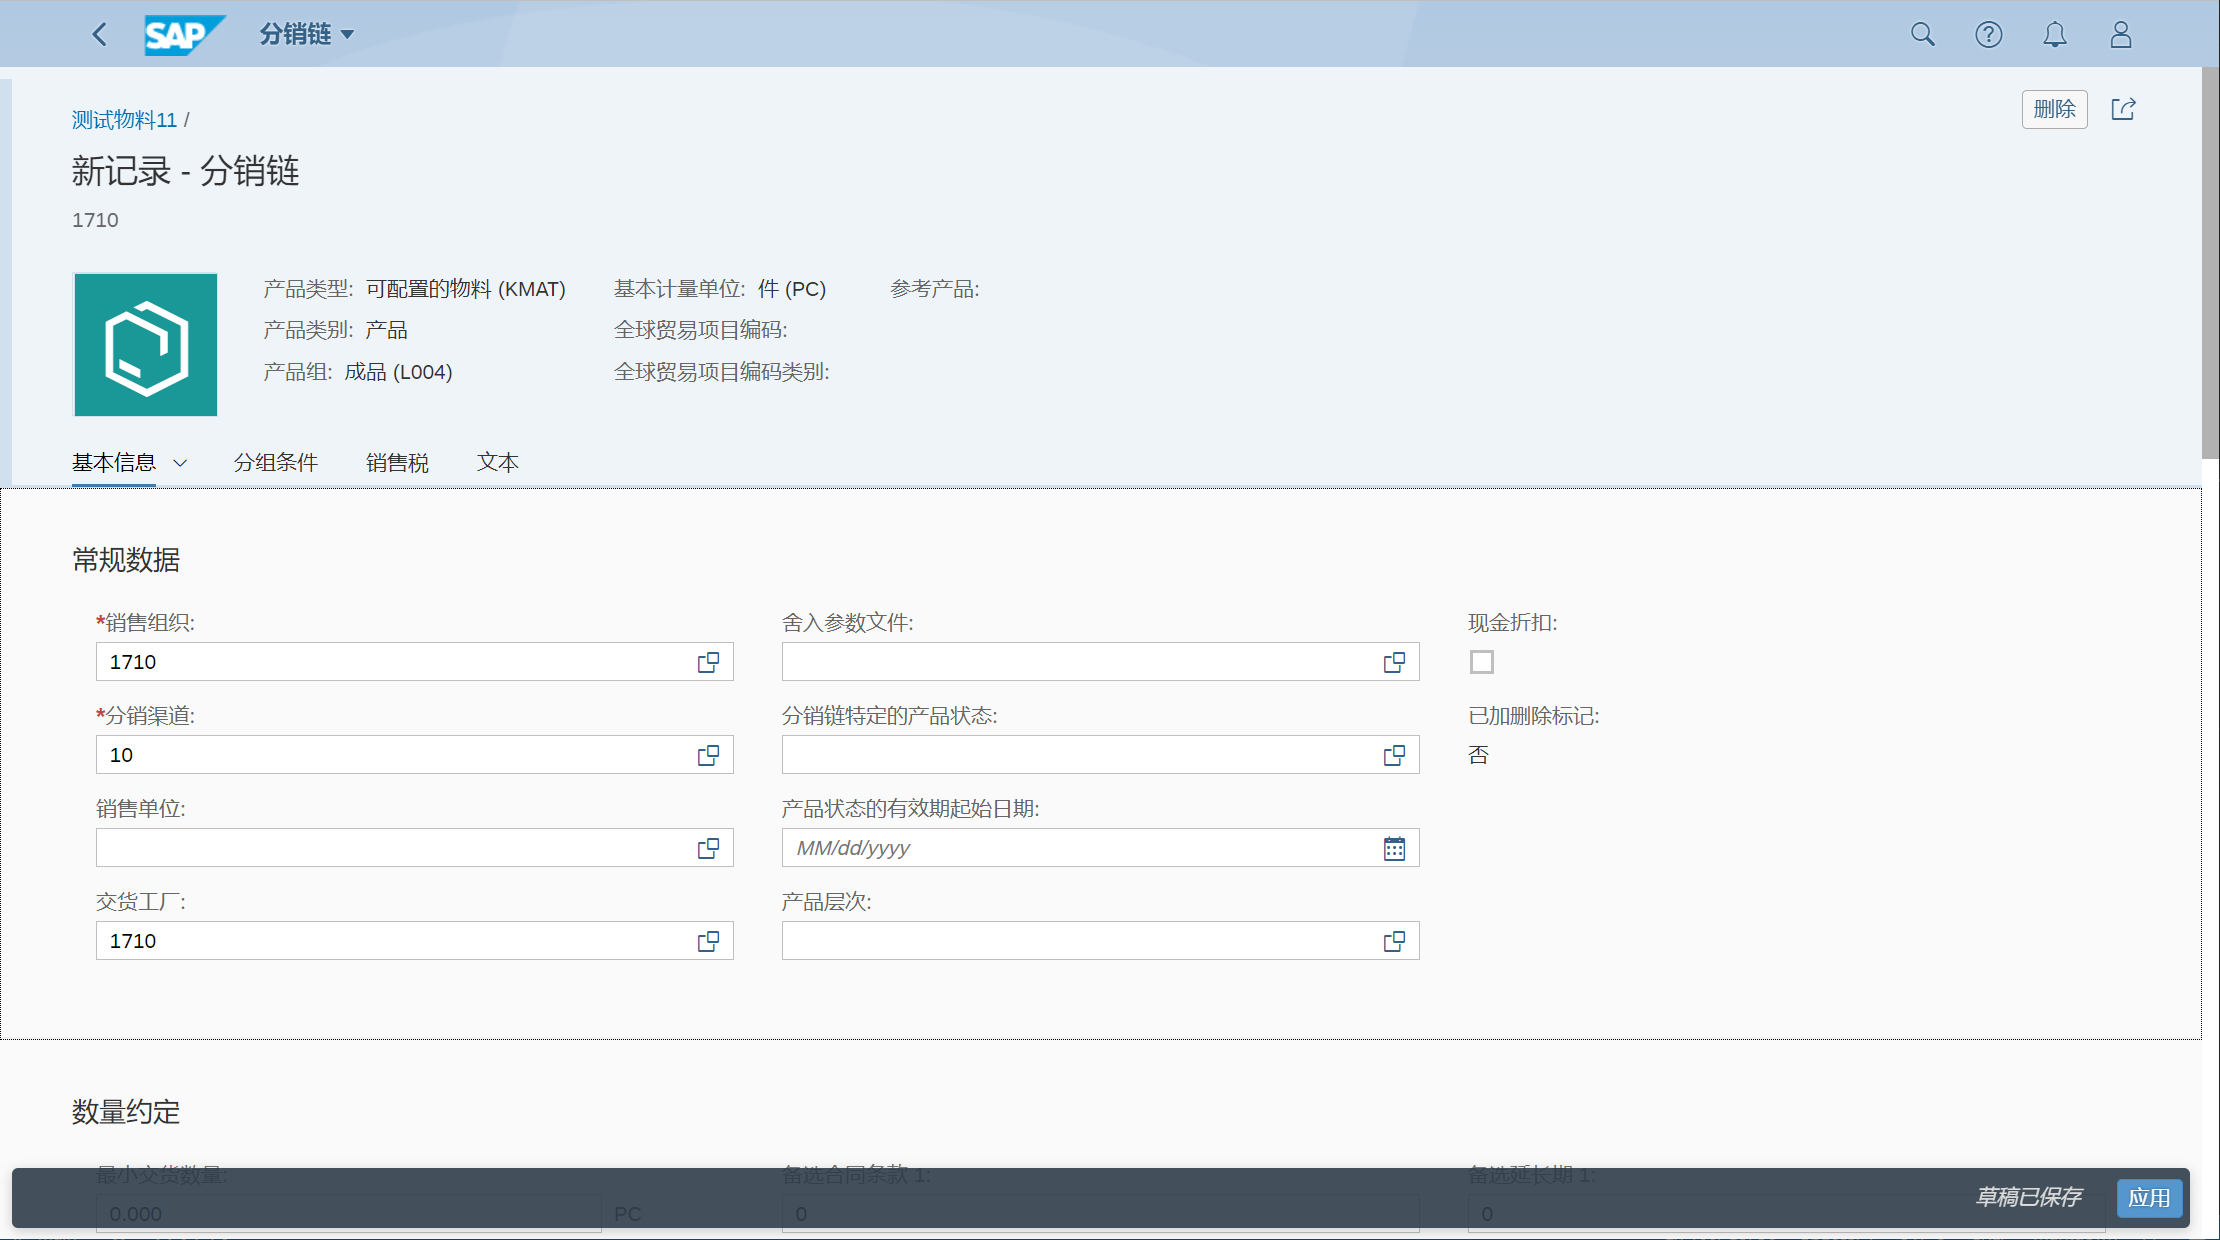 SAP 分销链
测试物料11 /
删除
新记录 - 分销链
1710
产品类型: 可配置的物料 (KMAT) 基本计量单位: 件 (PC) 参考产品:
产品类别: 产品 全球贸易项目编码:
产品组: 成品 (L004) 全球贸易项目编码类别:
基本信息 分组条件 销售税 文本
常规数据
*销售组织: 舍入参数文件: 现金折扣:
1710
*分销渠道: 分销链特定的产品状态: 已加删除标记:
10 否
销售单位: 产品状态的有效期起始日期:
MM/dd/yyyy
交货工厂: 产品层次:
1710
数量约定
最小交货数量: 备选合同条款 1: 备选延长期 1:
0.000 PC 0 0
草稿已保存 应用